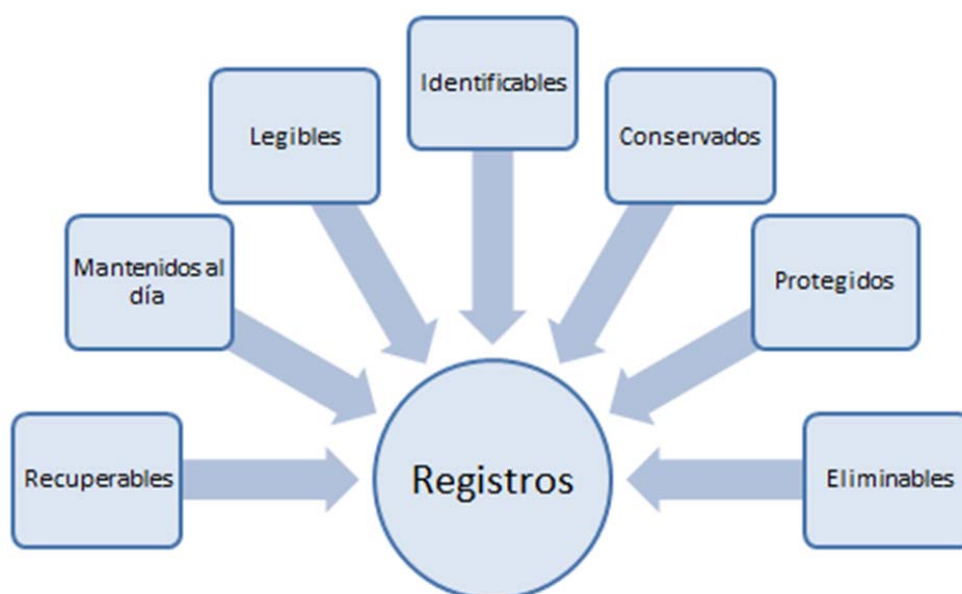 Identificables
Legibles
Conservados
Mantenidos al
día
Protegidos
Recuperables
Registros
Eliminables